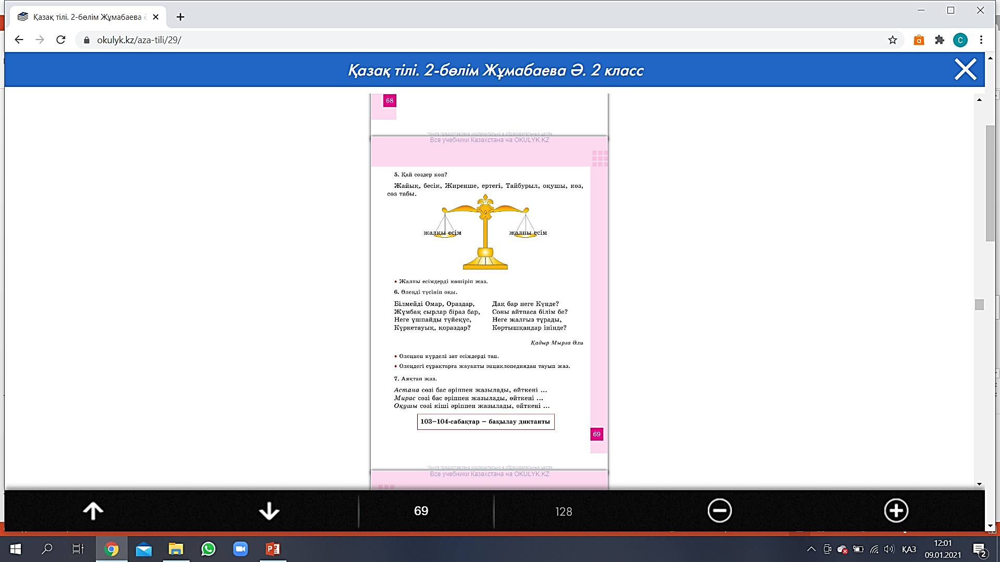 Қазақ тілі. 2-бөлім Жұмабаева
okulyk.kz/aza-tili/29/
C
Қазақ тілі. 2-бөлім Жұмабаева Ә. 2 класс
68
*Книга предоставлена исключительно в образовательных целях
Все учебники Казахстана на OKULYK.KZ
5. Қай сөздер көп?
Жайық, бесік, Жиренше, ертегі, Тайбурыл, оқушы, көз,
сөз табы.
жалқы есім
жалпы есім
• Жалпы есімдерді көшіріп жаз.
6. Өлеңді түсініп оқы.
Білмейді Омар, Ораздар,
Жұмбақ сырлар біраз бар,
Неге ұшпайды түйеқұс,
Күркетауық, қораздар?
Дақ бар неге Күнде?
Соны айтпаса білім бе?
Неге жалғыз тұрады,
Көртышқандар інінде?
Қадыр Мырза Әли
• Өлеңнен күрделі зат есімдерді тап.
• Өлеңдегі сұрақтарға жауапты энциклопедиядан тауып жаз.
7. Аяқтап жаз.
Астана сөзі бас әріппен жазылады, өйткені ...
Мирас сөзі бас әріппен жазылады, өйткені ...
Оқушы сөзі кіші әріппен жазылады, өйткені ...
103–104-сабақтар – бақылау диктанты
69
*Книга предоставлена исключительно в образовательных целях
Все учебники Казахстана на OKULYK.KZ
69
128
ҚАЗ
12:01
09.01.2021
2